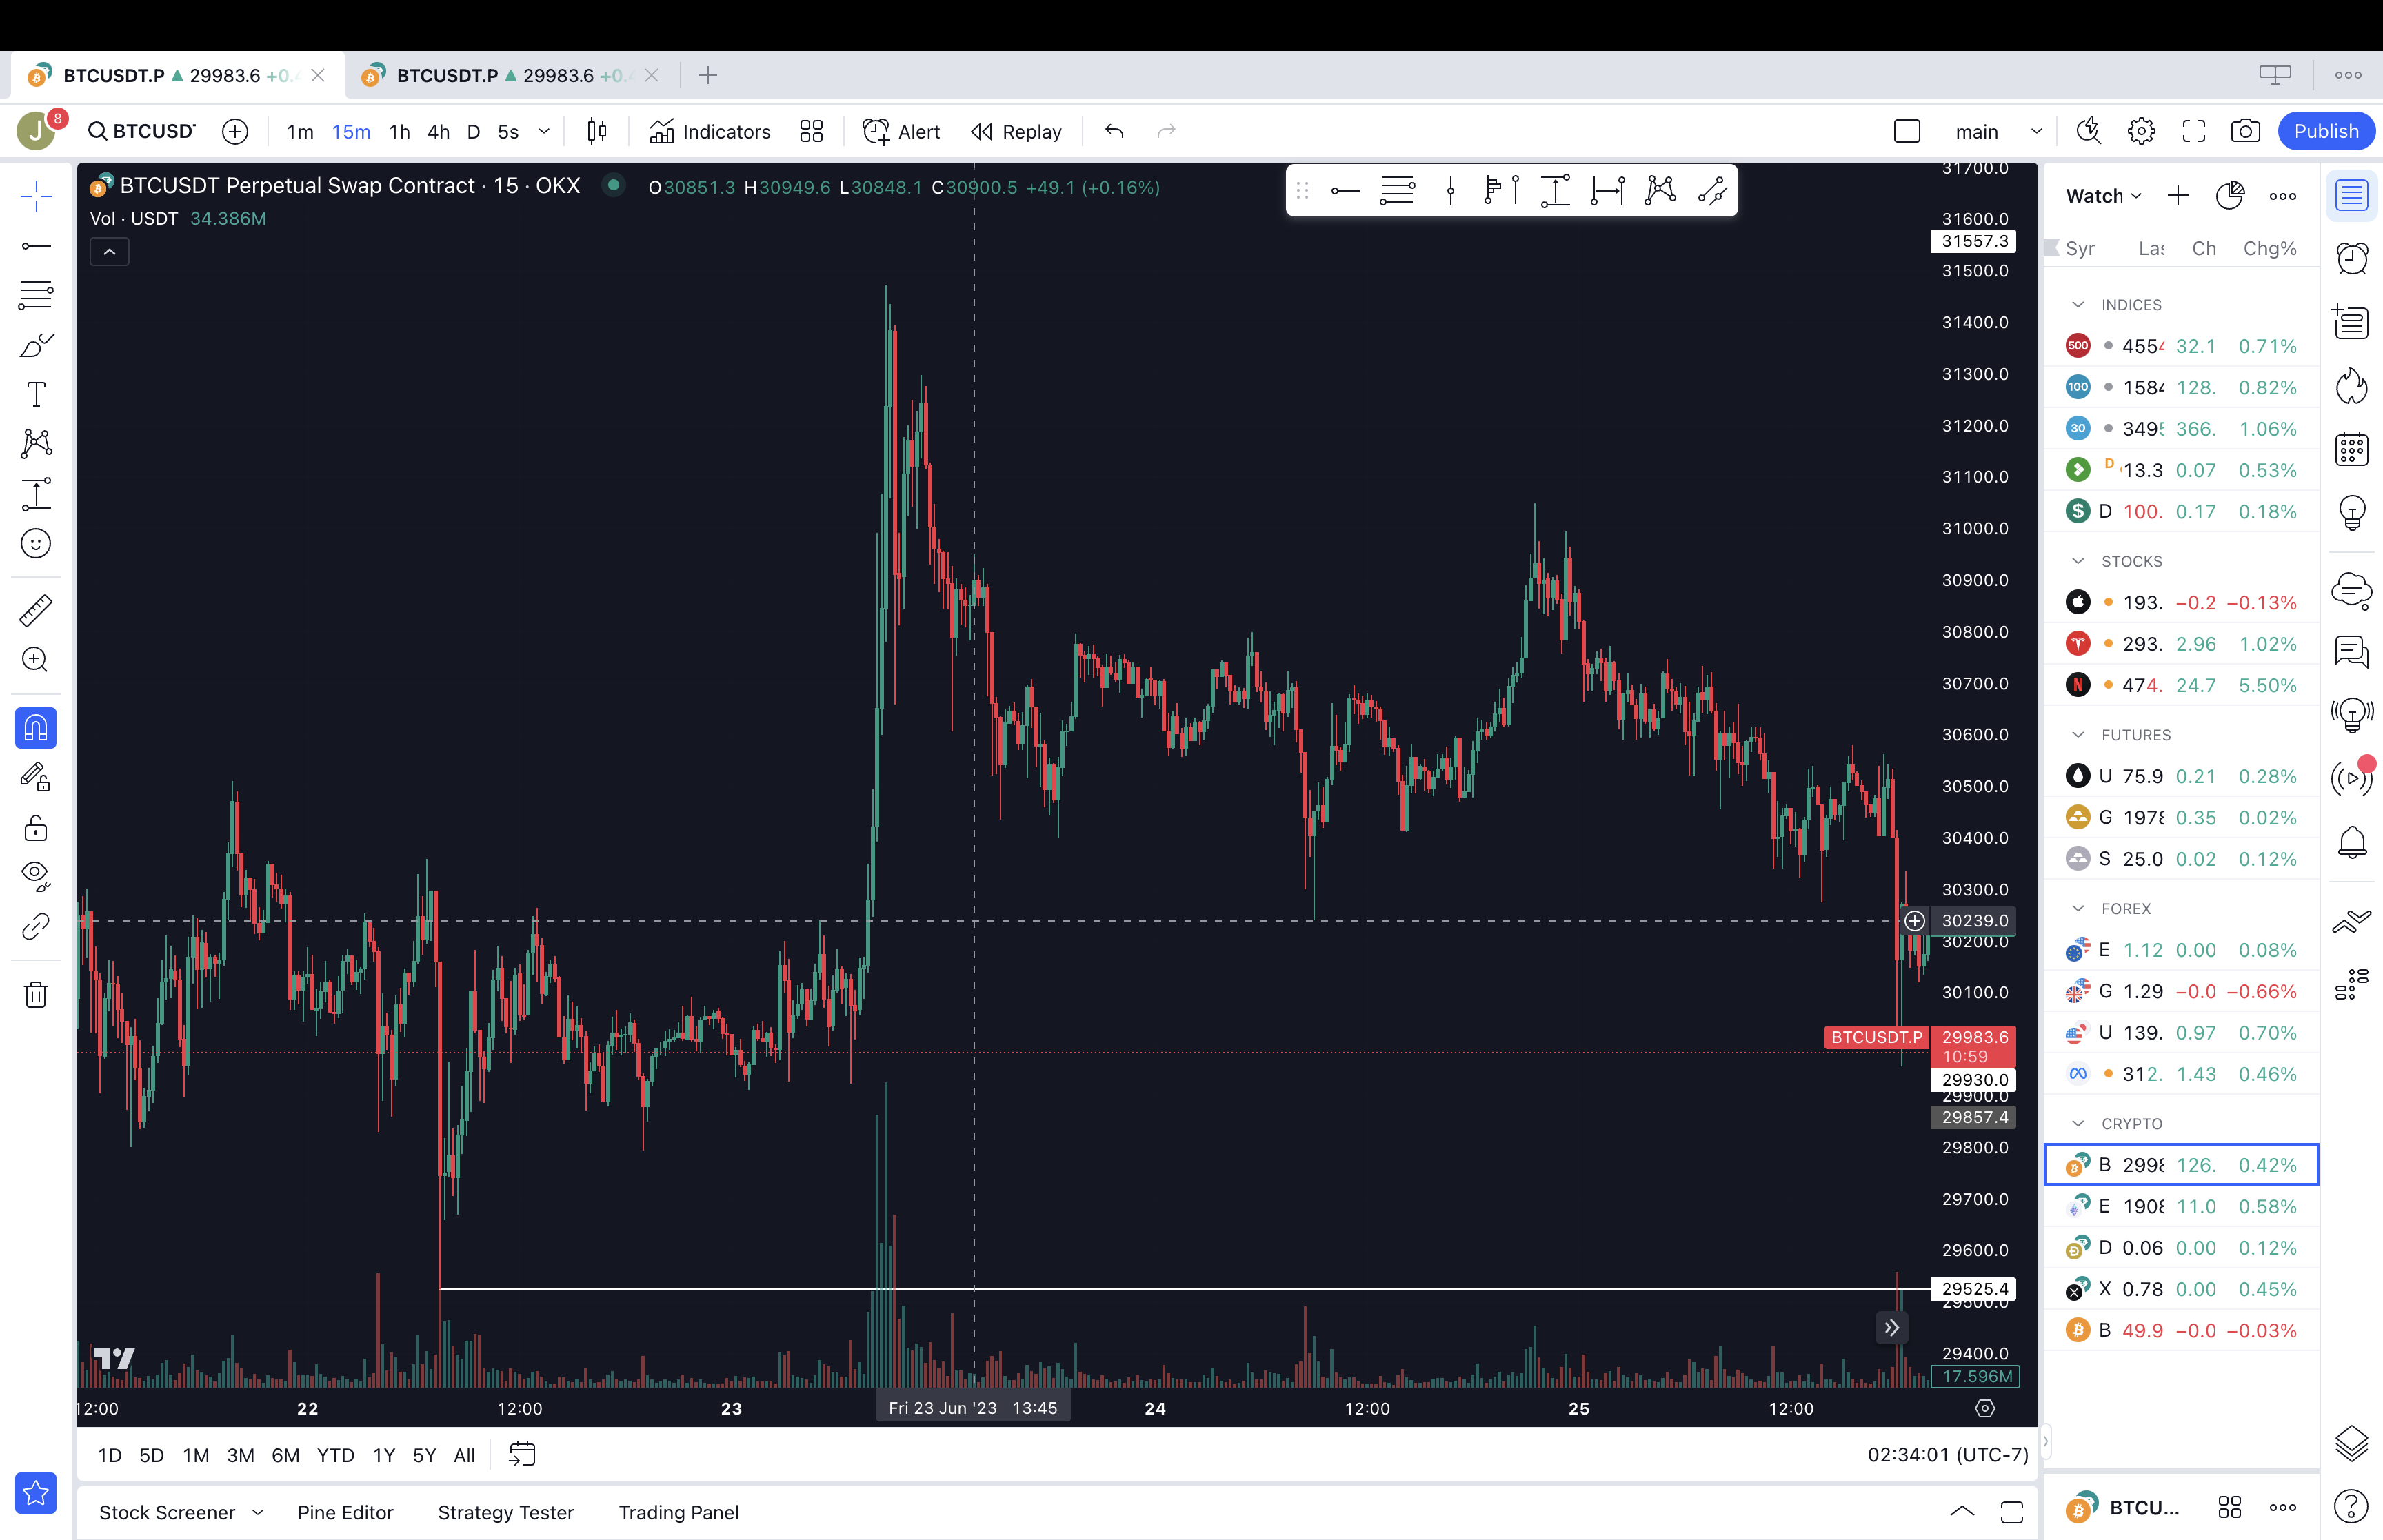 BTCUSDT.P ▲ 29983.6 +0.
BTCUSDT.P ▲ 29983.6 +0.
J 8 BTCUSD 1m 15m 1h 4h D 5s Indicators Alert Replay main Publish
BTCUSDT Perpetual Swap Contract · 15 · OKX O30851.3 H30949.6 L30848.1 C30900.5 +49.1 (+0.16%)
Vol · USDT 34.386M
31700.0
31600.0
31557.3
31500.0
31400.0
31300.0
31200.0
31100.0
31000.0
30900.0
30800.0
30700.0
30600.0
30500.0
30400.0
30300.0
30239.0
30200.0
30100.0
BTCUSDT.P 29983.6
10:59
29930.0
29900.0
29857.4
29800.0
29700.0
29600.0
29525.4
29500.0
29400.0
17.596M
12:00 22 12:00 23 Fri 23 Jun '23 13:45 24 12:00 25 12:00
1D 5D 1M 3M 6M YTD 1Y 5Y All 02:34:01 (UTC-7)
Stock Screener Pine Editor Strategy Tester Trading Panel
Watch
Syr Las Ch Chg%
INDICES
500 455 32.1 0.71%
100 158 128. 0.82%
30 349 366. 1.06%
D 13.3 0.07 0.53%
$ D 100. 0.17 0.18%
STOCKS
193. −0.2 −0.13%
293. 2.96 1.02%
N 474. 24.7 5.50%
FUTURES
U 75.9 0.21 0.28%
G 1978 0.35 0.02%
S 25.0 0.02 0.12%
FOREX
E 1.12 0.00 0.08%
G 1.29 −0.0 −0.66%
U 139. 0.97 0.70%
312. 1.43 0.46%
CRYPTO
B 2998 126. 0.42%
E 1908 11.0 0.58%
D 0.06 0.00 0.12%
X 0.78 0.00 0.45%
B 49.9 −0.0 −0.03%
BTCU...